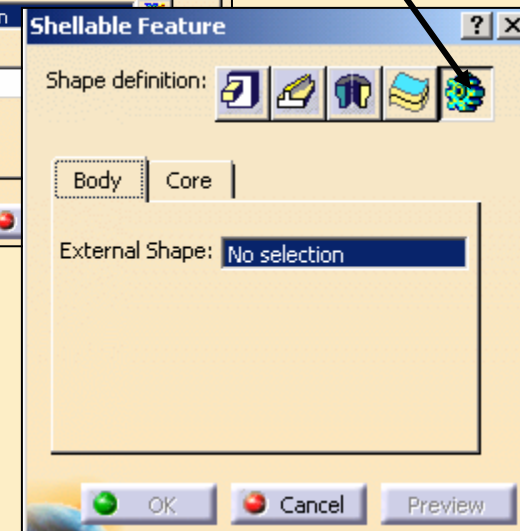 n
Shellable Feature
Shape definition:
Body Core
External Shape: No selection
OK Cancel Preview